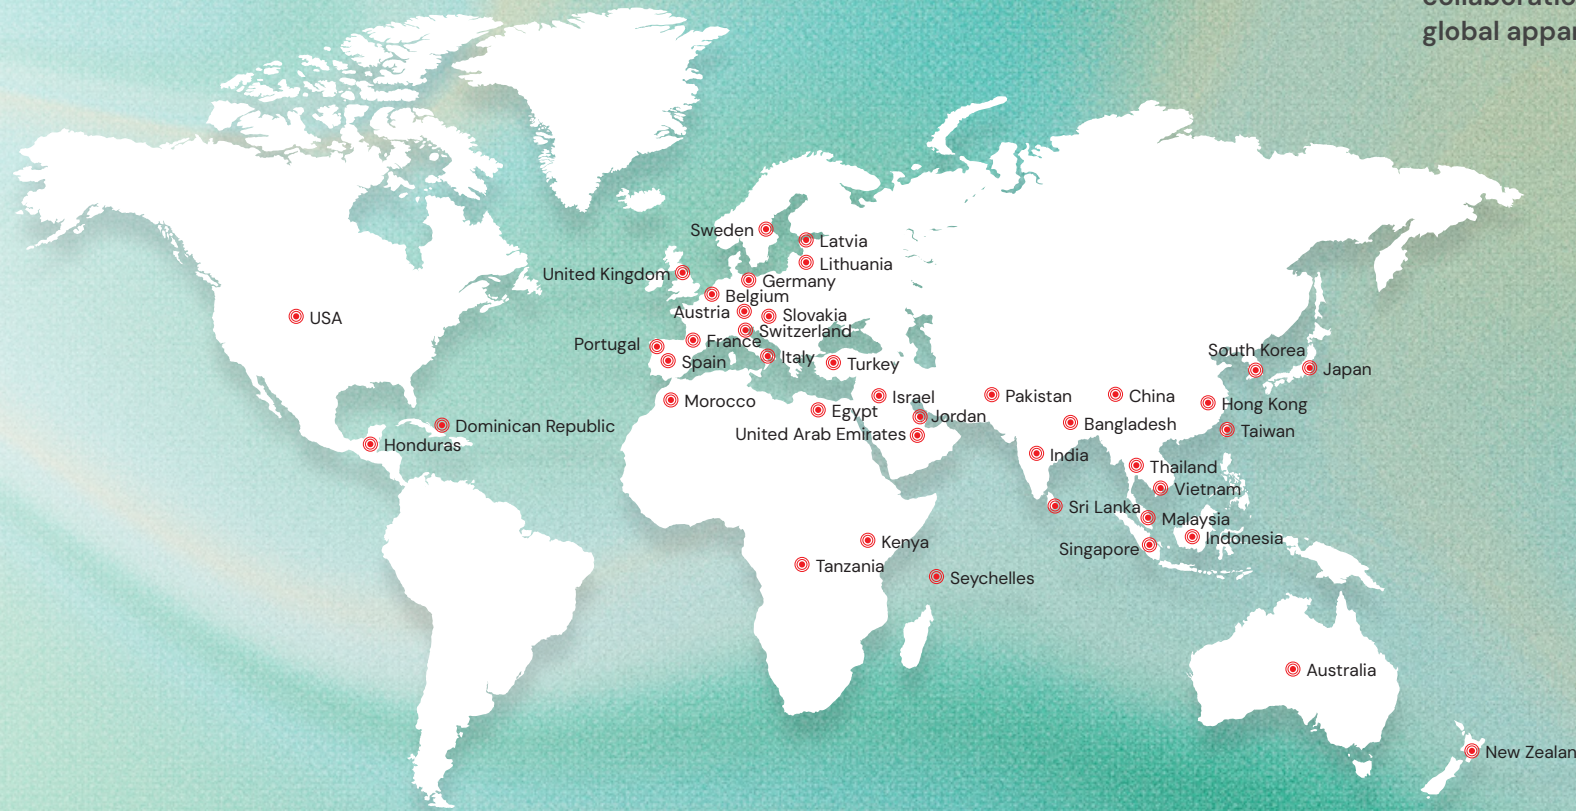 global appar
Sweden
Latvia
Lithuania
United Kingdom
Germany
Belgium
Austria
Slovakia
USA
Switzerland
Portugal
France
Spain
Italy
Turkey
South Korea
Japan
Morocco
Egypt
Israel
Jordan
United Arab Emirates
Pakistan
China
Hong Kong
Bangladesh
Taiwan
Dominican Republic
Honduras
India
Thailand
Vietnam
Sri Lanka
Malaysia
Indonesia
Singapore
Kenya
Tanzania
Seychelles
Australia
New Zealan